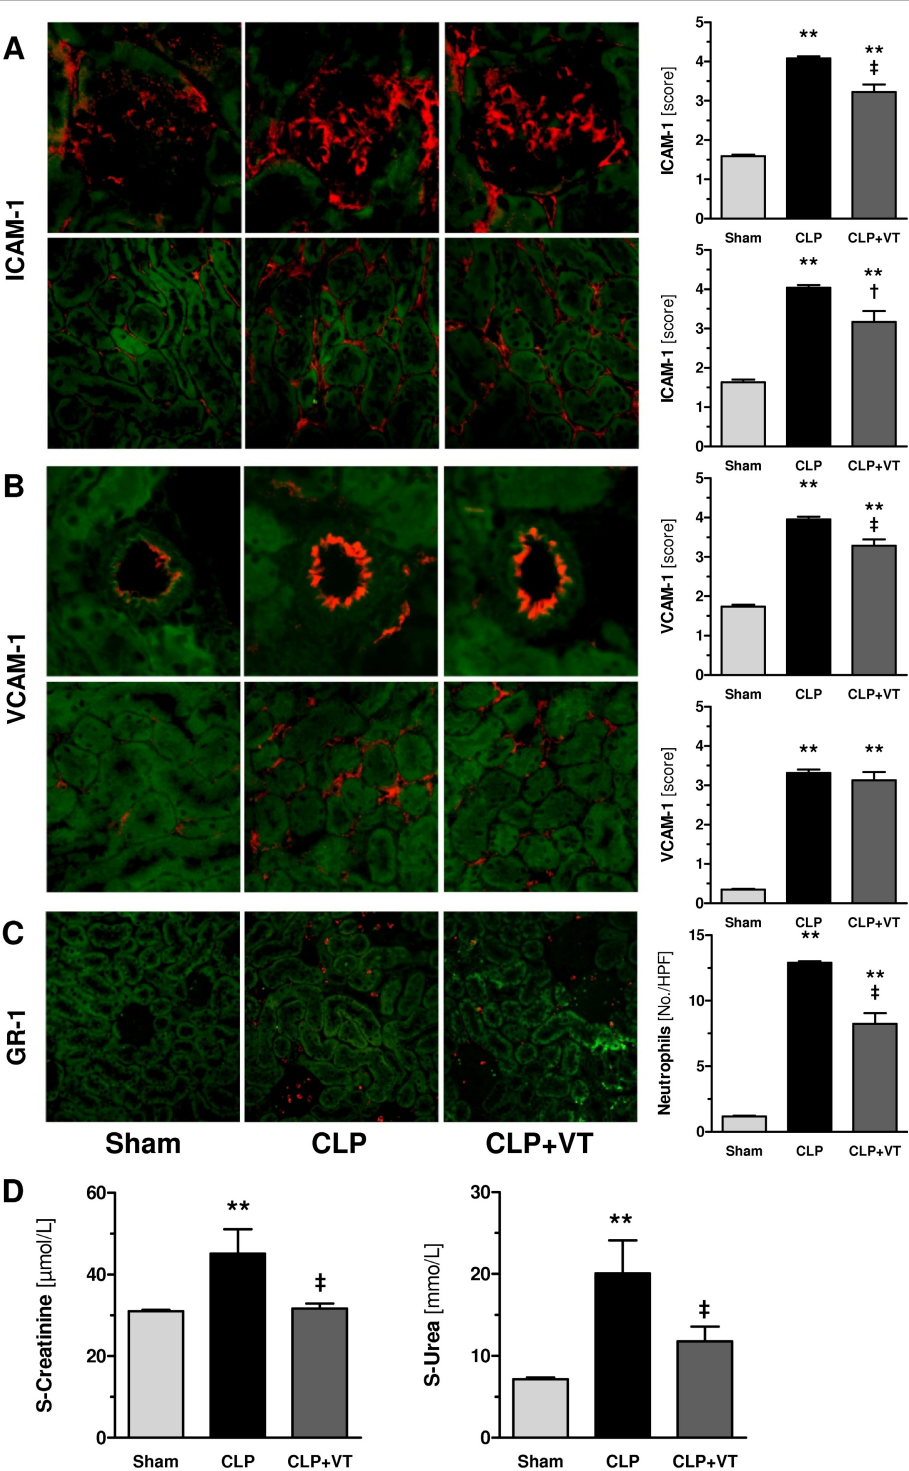 A
ICAM-1
ICAM-1 [score]
5
4
3
2
1
0
**
**
‡
Sham CLP CLP+VT
ICAM-1 [score]
5
4
3
2
1
0
**
**
†
Sham CLP CLP+VT
B
VCAM-1
VCAM-1 [score]
5
4
3
2
1
0
**
**
‡
Sham CLP CLP+VT
VCAM-1 [score]
5
4
3
2
1
0
** **
Sham CLP CLP+VT
C
GR-1
Neutrophils [No./HPF]
15
10
5
0
**
**
‡
Sham CLP CLP+VT
Sham CLP CLP+VT
D
S-Creatinine [µmol/L]
60
40
20
0
**
‡
Sham CLP CLP+VT
S-Urea [mmo/L]
30
20
10
0
**
‡
Sham CLP CLP+VT